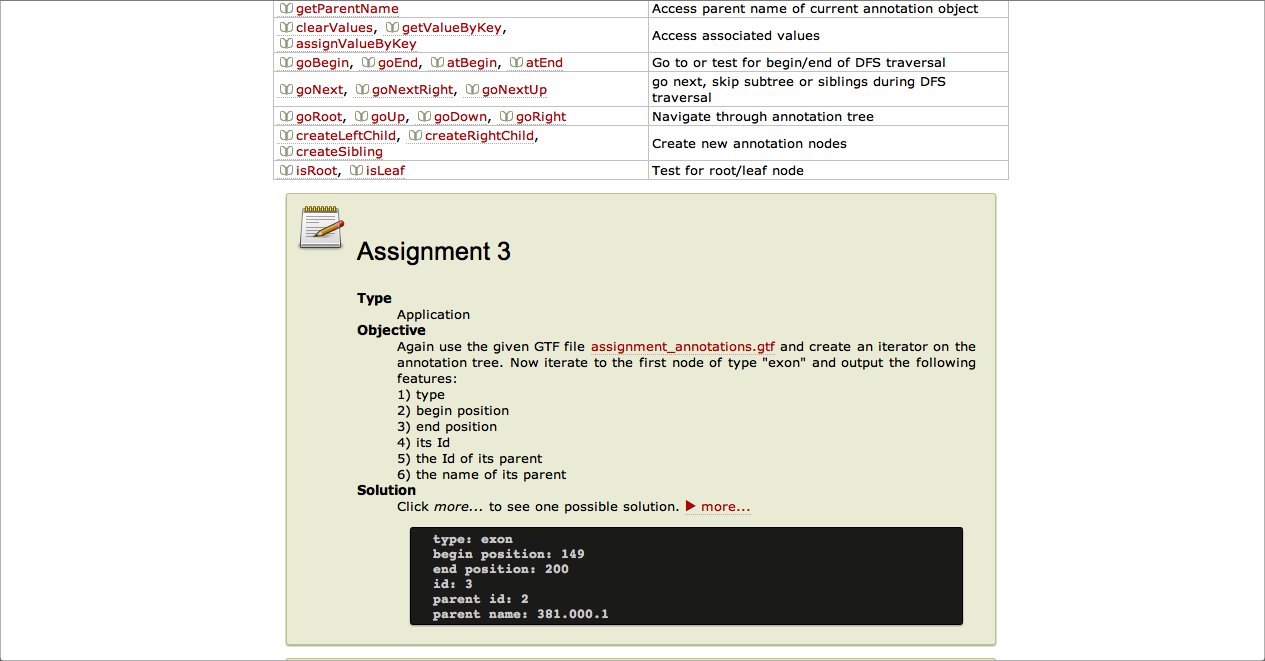 getParentName Access parent name of current annotation object
clearValues, getValueByKey,
assignValueByKey
Access associated values
goBegin, goEnd, atBegin, atEnd Go to or test for begin/end of DFS traversal
goNext, goNextRight, goNextUp
go next, skip subtree or siblings during DFS
traversal
goRoot, goUp, goDown, goRight Navigate through annotation tree
createLeftChild, createRightChild,
createSibling
Create new annotation nodes
isRoot, isLeaf Test for root/leaf node
Assignment 3
Type
Application
Objective
Again use the given GTF file assignment_annotations.gtf and create an iterator on the
annotation tree. Now iterate to the first node of type "exon" and output the following
features:
1) type
2) begin position
3) end position
4) its Id
5) the Id of its parent
6) the name of its parent
Solution
Click more... to see one possible solution. more...
type: exon
begin position: 149
end position: 200
id: 3
parent id: 2
parent name: 381.000.1